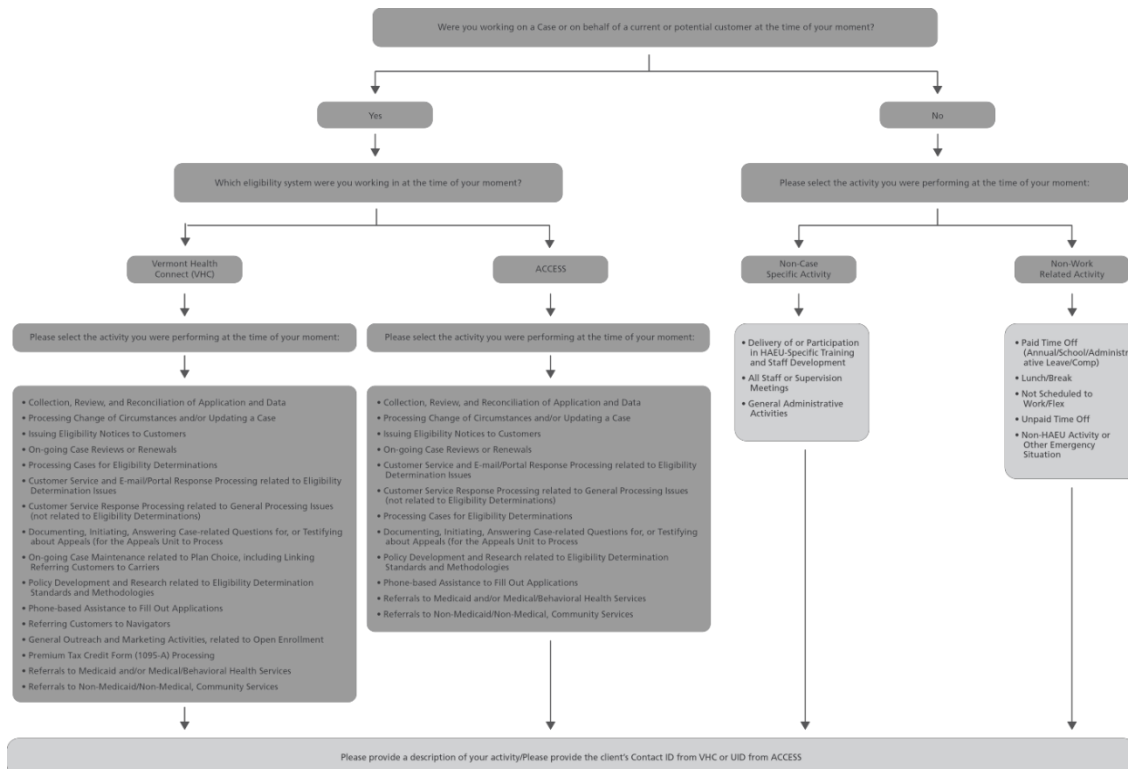 Were you working on a Case or on behalf of a current or potential customer at the time of your moment?
Yes
No
Which eligibility system were you working in at the time of your moment?
Please select the activity you were performing at the time of your moment:
Vermont Health
Connect (VHC)
ACCESS
Non-Case
Specific Activity
Non-Work
Related Activity
Please select the activity you were performing at the time of your moment:
• Collection, Review, and Reconciliation of Application and Data
• Processing Change of Circumstances and/or Updating a Case
• Issuing Eligibility Notices to Customers
• On-going Case Reviews or Renewals
• Processing Cases for Eligibility Determinations
• Customer Service and E-mail/Portal Response Processing related to Eligibility
Determination Issues
• Customer Service Response Processing related to General Processing Issues
(not related to Eligibility Determinations)
• Documenting, Initiating, Answering Case-related Questions for, or Testifying
about Appeals (for the Appeals Unit to Process
• On-going Case Maintenance related to Plan Choice, including Linking
Referring Customers to Carriers
• Policy Development and Research related to Eligibility Determination
Standards and Methodologies
• Phone-based Assistance to Fill Out Applications
• Referring Customers to Navigators
• General Outreach and Marketing Activities, related to Open Enrollment
• Premium Tax Credit Form (1095-A) Processing
• Referrals to Medicaid and/or Medical/Behavioral Health Services
• Referrals to Non-Medicaid/Non-Medical, Community Services
Please select the activity you were performing at the time of your moment:
• Collection, Review, and Reconciliation of Application and Data
• Processing Change of Circumstances and/or Updating a Case
• Issuing Eligibility Notices to Customers
• On-going Case Reviews or Renewals
• Customer Service and E-mail/Portal Response Processing related to Eligibility
Determination Issues
• Customer Service Response Processing related to General Processing Issues
(not related to Eligibility Determinations)
• Processing Cases for Eligibility Determinations
• Documenting, Initiating, Answering Case-related Questions for, or Testifying
about Appeals (for the Appeals Unit to Process
• Policy Development and Research related to Eligibility Determination
Standards and Methodologies
• Phone-based Assistance to Fill Out Applications
• Referrals to Medicaid and/or Medical/Behavioral Health Services
• Referrals to Non-Medicaid/Non-Medical, Community Services
• Delivery of or Participation
in HAEU-Specific Training
and Staff Development
• All Staff or Supervision
Meetings
• General Administrative
Activities
• Paid Time Off
(Annual/School/Administr
ative Leave/Comp)
• Lunch/Break
• Not Scheduled to
Work/Flex
• Unpaid Time Off
• Non-HAEU Activity or
Other Emergency
Situation
Please provide a description of your activity/Please provide the client's Contact ID from VHC or UID from ACCESS